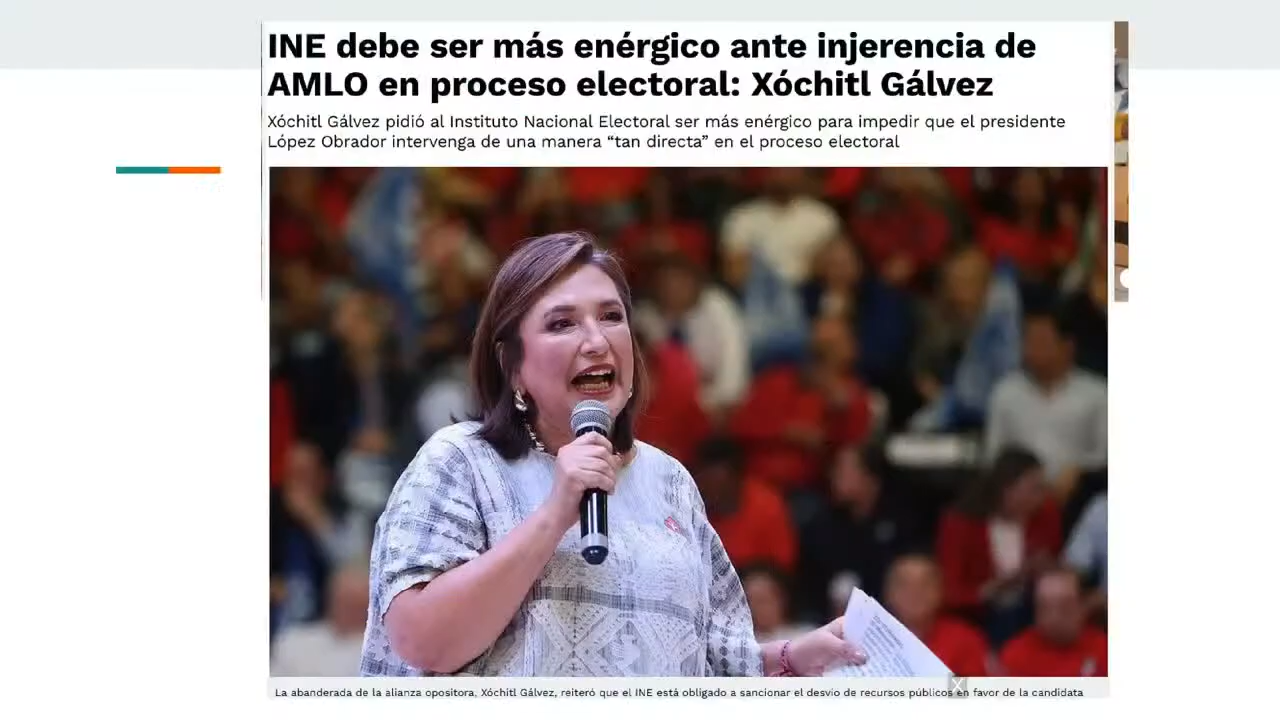 INE debe ser más enérgico ante injerencia de
AMLO en proceso electoral: Xóchitl Gálvez
Xóchitl Gálvez pidió al Instituto Nacional Electoral ser más enérgico para impedir que el presidente
López Obrador intervenga de una manera “tan directa” en el proceso electoral
La abanderada de la alianza opositora, Xóchitl Gálvez, reiteró que el INE está obligado a sancionar el desvío de recursos públicos en favor de la candidata
X